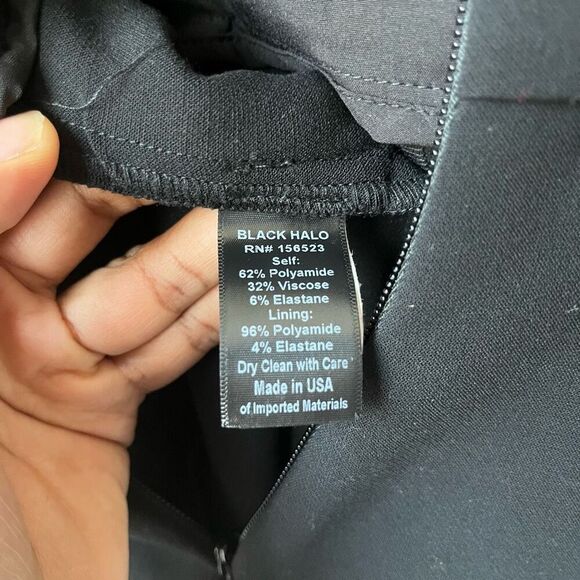 BLACK HALO
RN# 156523
Self:
62% Polyamide
32% Viscose
6% Elastane
Lining:
96% Polyamide
4% Elastane
Dry Clean with Care
Made in USA
of Imported Materials